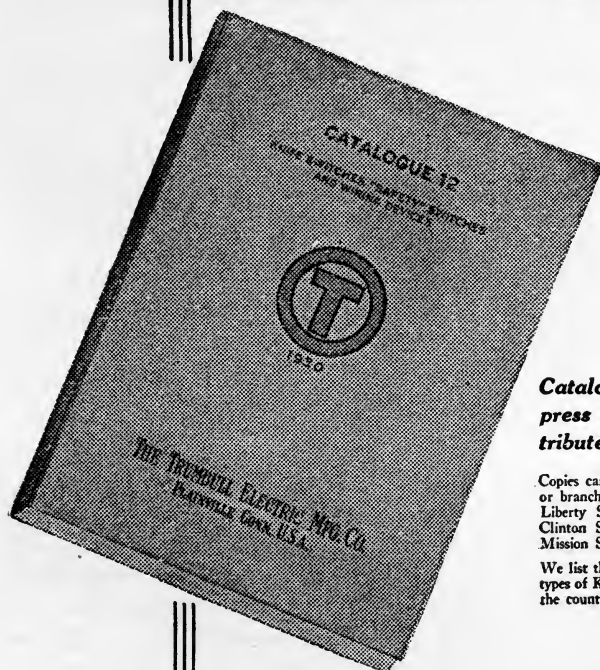 CATALOGUE 12
KNIFE SWITCHES "SAFETY" SWITCHES
AND WIRING DEVICES
T
1920
THE TRUMBULL ELECTRIC MFG. CO.
PLAINVILLE, CONN., U.S.A.
Catalo
press
tribute
Copies ca
or branch
Liberty S
Clinton S
Mission S
We list th
types of K
the count